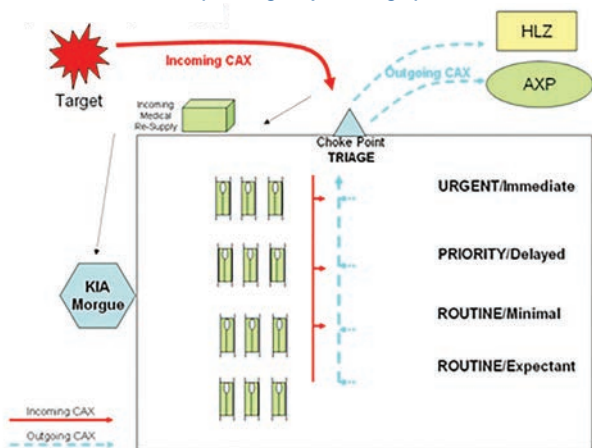 HLZ
Incoming CAX
Outgoing CAX
AXP
Target
Incoming
Medical
Re-Supply
Choke Point
TRIAGE
URGENT/Immediate
PRIORITY/Delayed
KIA
Morgue
ROUTINE/Minimal
ROUTINE/Expectant
Incoming CAX
Outgoing CAX